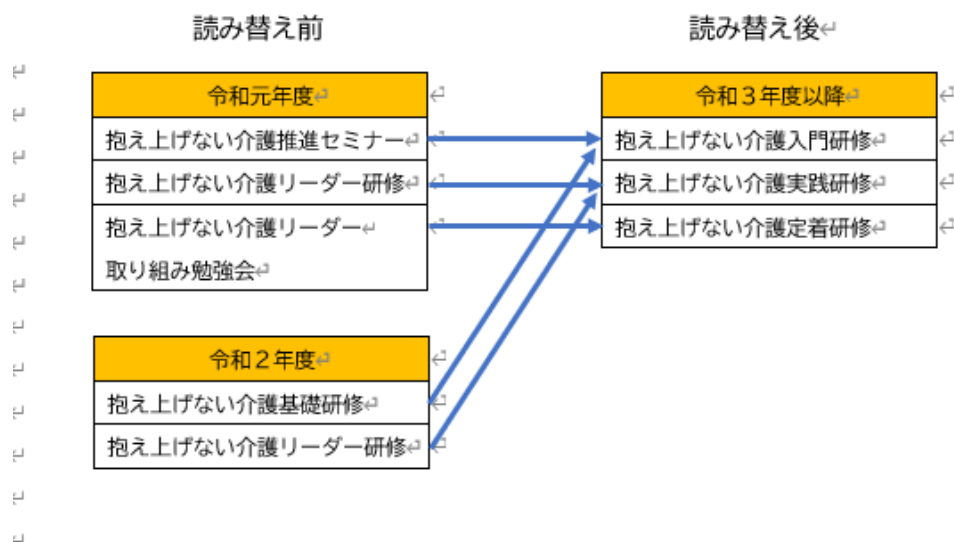 読み替え前
読み替え後
令和元年度
抱え上げない介護推進セミナー
抱え上げない介護リーダー研修
抱え上げない介護リーダー
取り組み勉強会
令和３年度以降
抱え上げない介護入門研修
抱え上げない介護実践研修
抱え上げない介護定着研修
令和２年度
抱え上げない介護基礎研修
抱え上げない介護リーダー研修